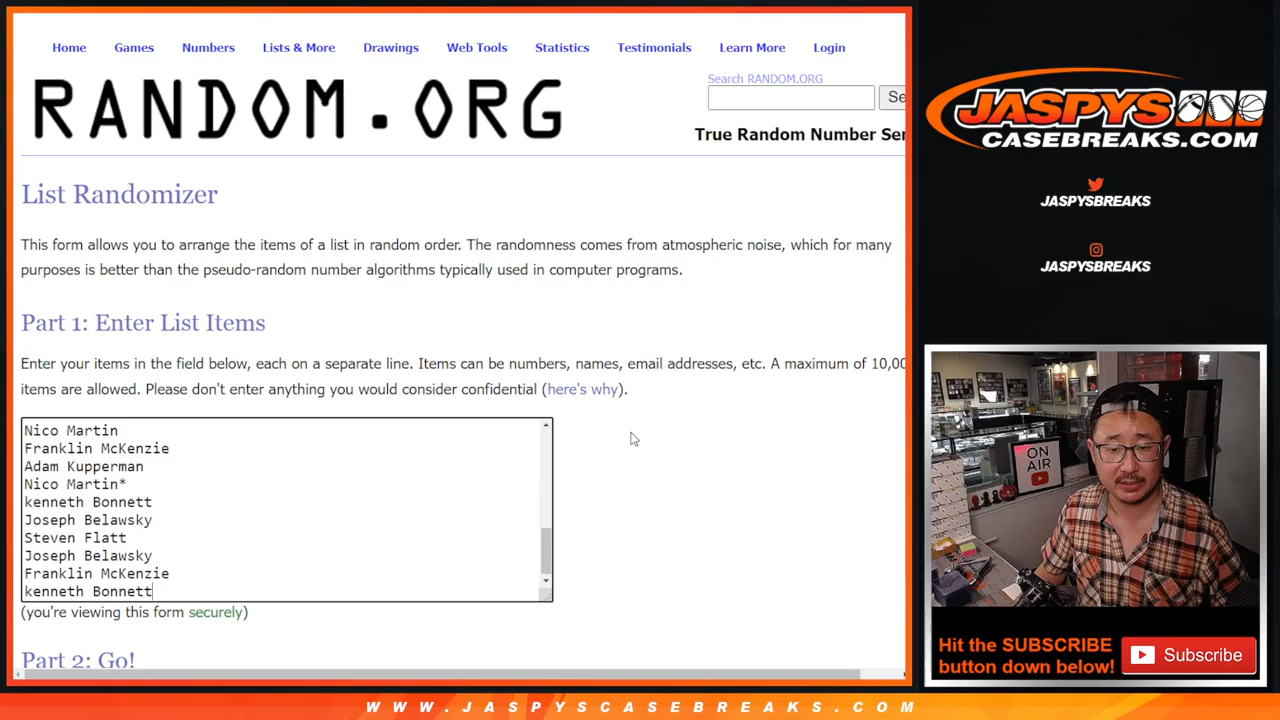 Home Games Numbers Lists & More Drawings Web Tools Statistics Testimonials Learn More Login
RANDOM.ORG
Search RANDOM.ORG
Se
True Random Number Ser
List Randomizer
This form allows you to arrange the items of a list in random order. The randomness comes from atmospheric noise, which for many
purposes is better than the pseudo-random number algorithms typically used in computer programs.
Part 1: Enter List Items
Enter your items in the field below, each on a separate line. Items can be numbers, names, email addresses, etc. A maximum of 10,00
items are allowed. Please don't enter anything you would consider confidential (here's why).
Nico Martin
Franklin McKenzie
Adam Kupperman
Nico Martin*
kenneth Bonnett
Joseph Belawsky
Steven Flatt
Joseph Belawsky
Franklin McKenzie
kenneth Bonnett
(you're viewing this form securely)
Part 2: Go!
JASPYS
CASEBREAKS.COM
JASPYSBREAKS
JASPYSBREAKS
ON
AIR
Hit the SUBSCRIBE
button down below!
Subscribe
WWW.JASPYSCASEBREAKS.COM